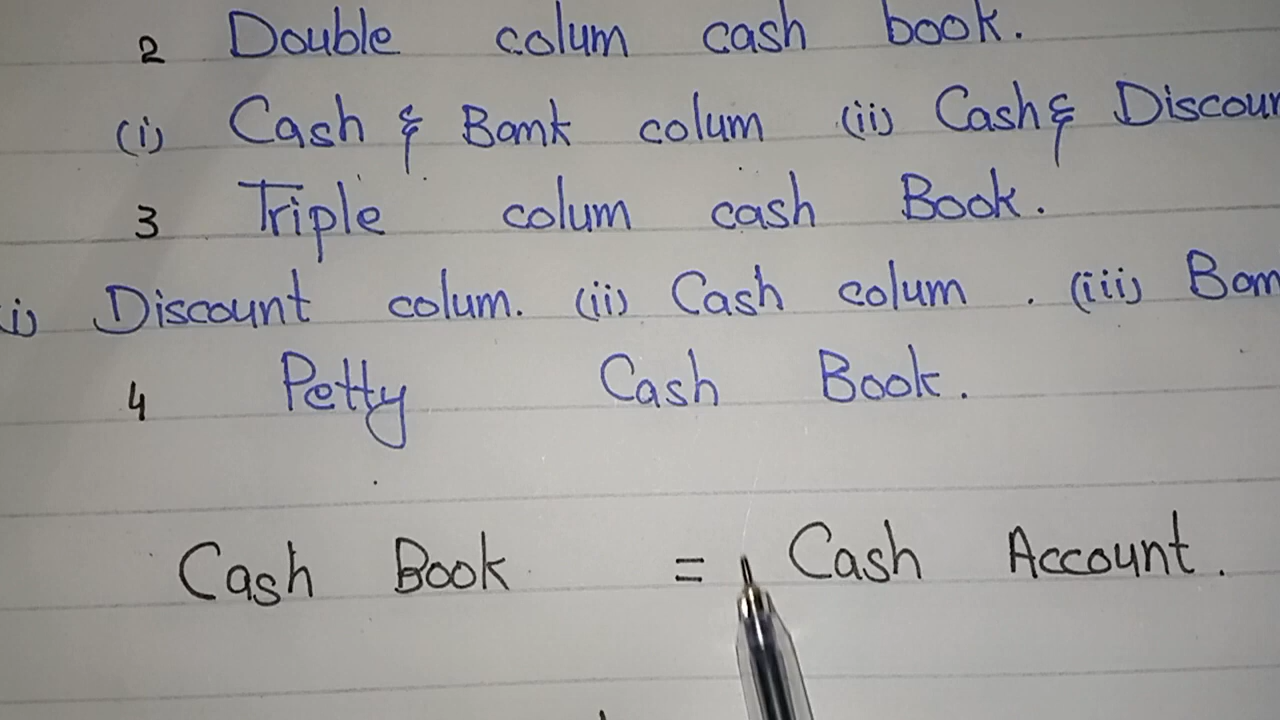 2 Double colum cash book.
(i) Cash & Bank colum (ii) Cash & Discoun
3 Triple colum cash Book.
i) Discount colum. (ii) Cash colum . (iii) Ban
4 Petty Cash Book.
Cash Book = Cash Account.